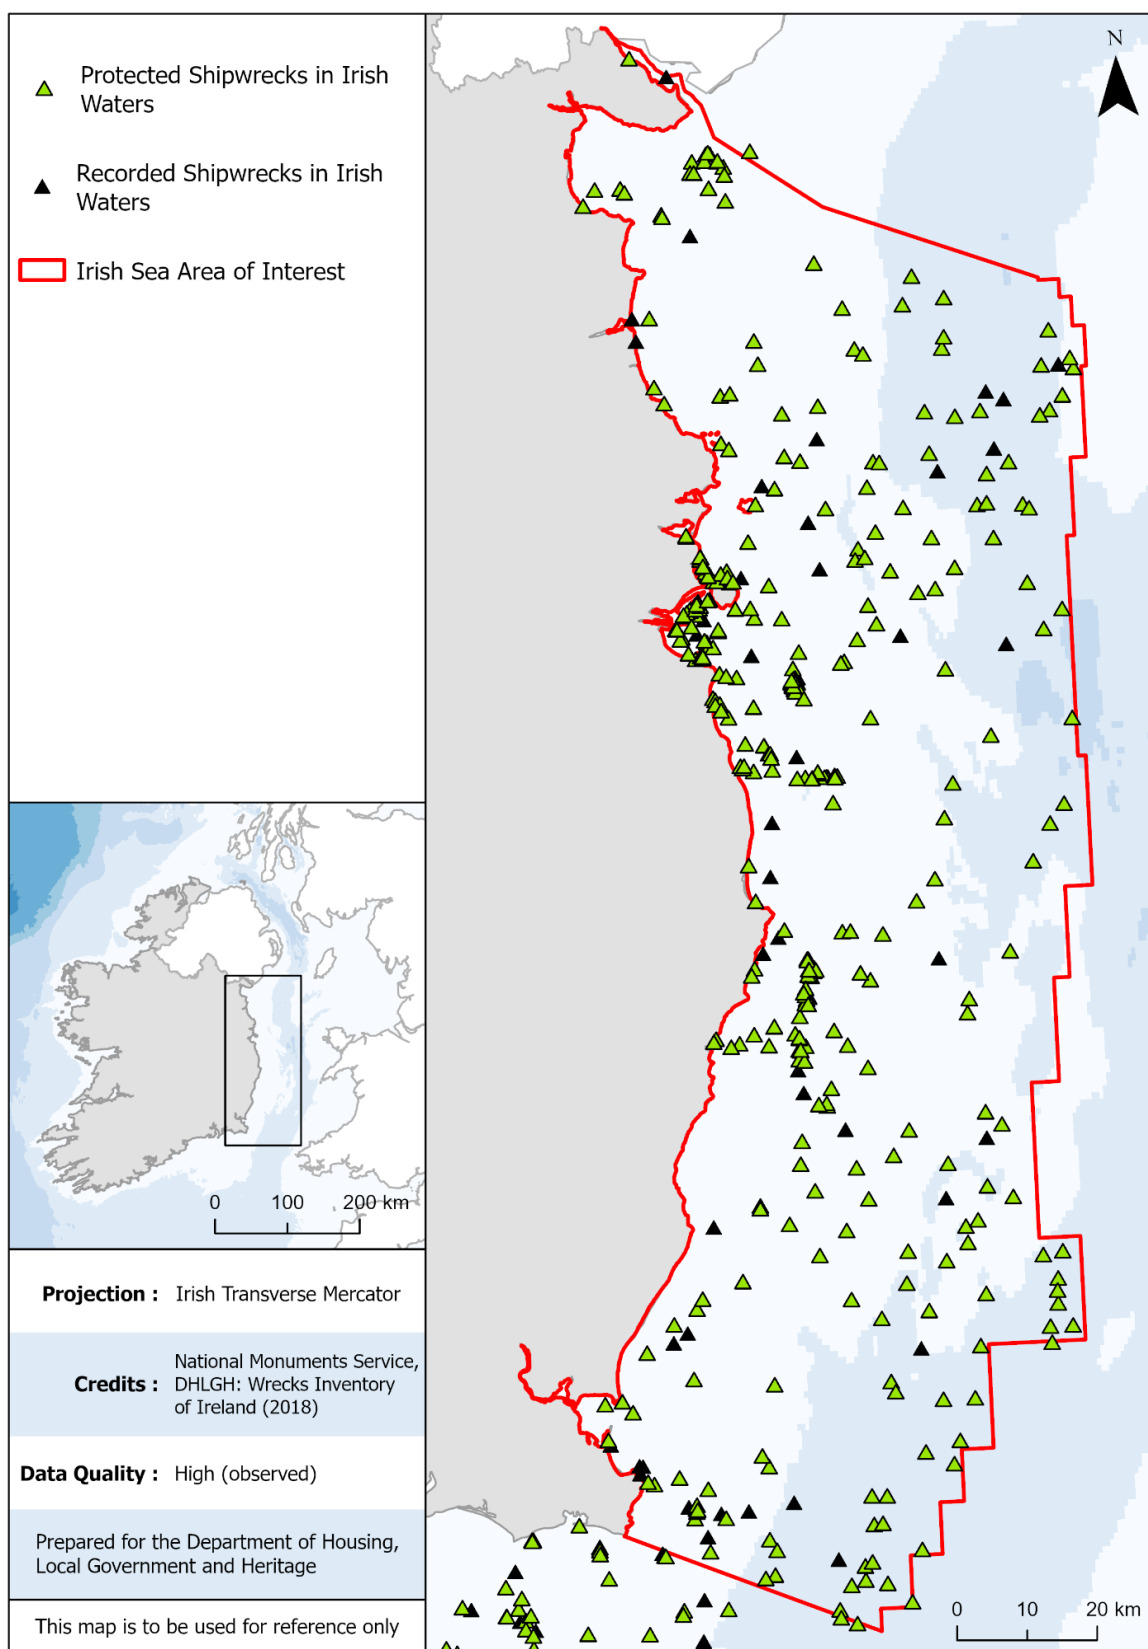 Protected Shipwrecks in Irish
Waters
Recorded Shipwrecks in Irish
Waters
Irish Sea Area of Interest
0 100 200 km
Projection : Irish Transverse Mercator
Credits : National Monuments Service,
DHLGH: Wrecks Inventory
of Ireland (2018)
Data Quality : High (observed)
Prepared for the Department of Housing,
Local Government and Heritage
This map is to be used for reference only
N
0 10 20 km